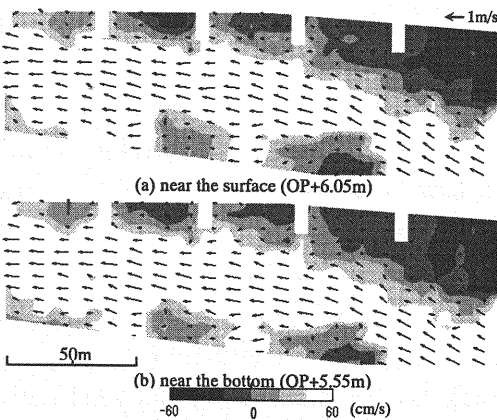 1m/s
(a) near the surface (OP+6.05m)
50m
(b) near the bottom (OP+5.55m)
-60 0 60 (cm/s)